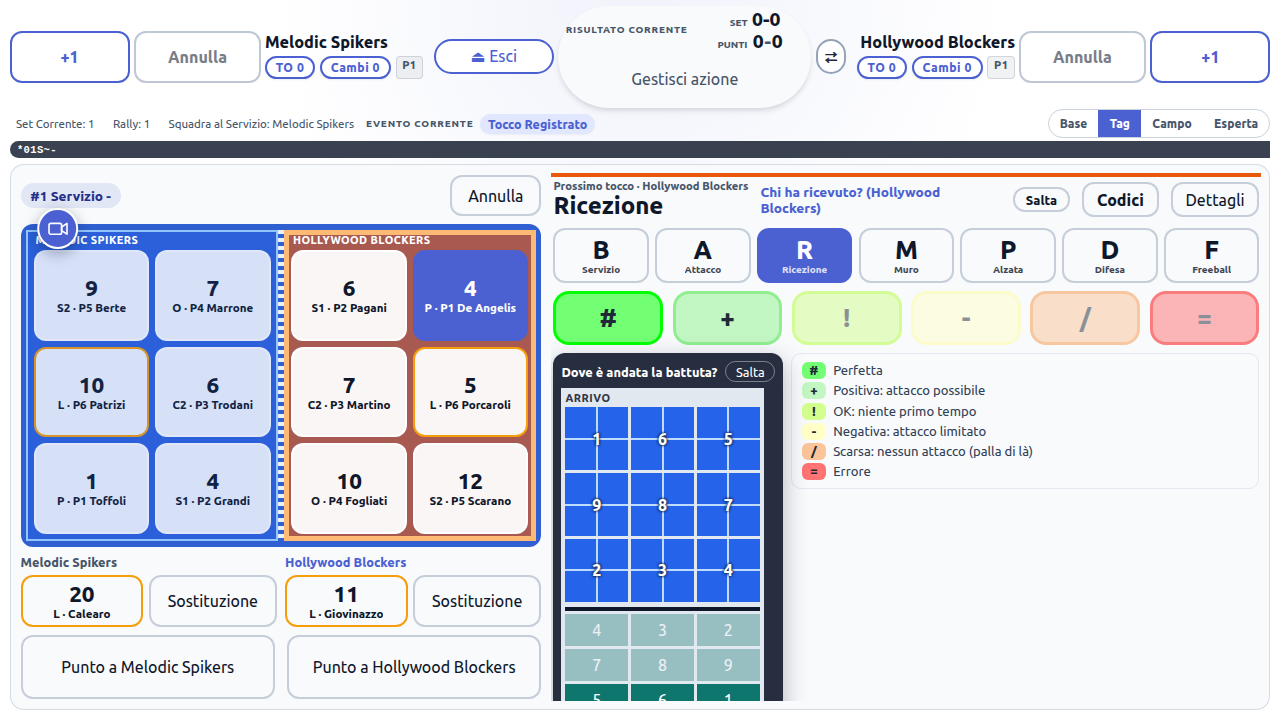 +1
Annulla
Melodic Spikers
TO 0
Cambi 0
P1
⏏ Esci
RISULTATO CORRENTE
SET 0-0
PUNTI 0-0
Gestisci azione
⇄
Hollywood Blockers
TO 0
Cambi 0
P1
Annulla
+1
Set Corrente: 1
Rally: 1
Squadra al Servizio: Melodic Spikers
EVENTO CORRENTE
Tocco Registrato
Base
Tag
Campo
Esperta
*01S~-
#1 Servizio -
Annulla
SPIKERS
HOLLYWOOD BLOCKERS
9
S2 · P5 Berte
7
O · P4 Marrone
6
S1 · P2 Pagani
4
P · P1 De Angelis
10
L · P6 Patrizi
6
C2 · P3 Trodani
7
C2 · P3 Martino
5
L · P6 Porcaroli
1
P · P1 Toffoli
4
S1 · P2 Grandi
10
O · P4 Fogliati
12
S2 · P5 Scarano
Melodic Spikers
Hollywood Blockers
20
L · Calearo
Sostituzione
11
L · Giovinazzo
Sostituzione
Punto a Melodic Spikers
Punto a Hollywood Blockers
Prossimo tocco · Hollywood Blockers
Ricezione
Chi ha ricevuto? (Hollywood
Blockers)
Salta
Codici
Dettagli
B
Servizio
A
Attacco
R
Ricezione
M
Muro
P
Alzata
D
Difesa
F
Freeball
#
+
!
-
/
=
Dove è andata la battuta?
Salta
ARRIVO
1 6 5
9 8 7
2 3 4
4 3 2
7 8 9
5 6 1
# Perfetta
+ Positiva: attacco possibile
! OK: niente primo tempo
- Negativa: attacco limitato
/ Scarsa: nessun attacco (palla di là)
= Errore